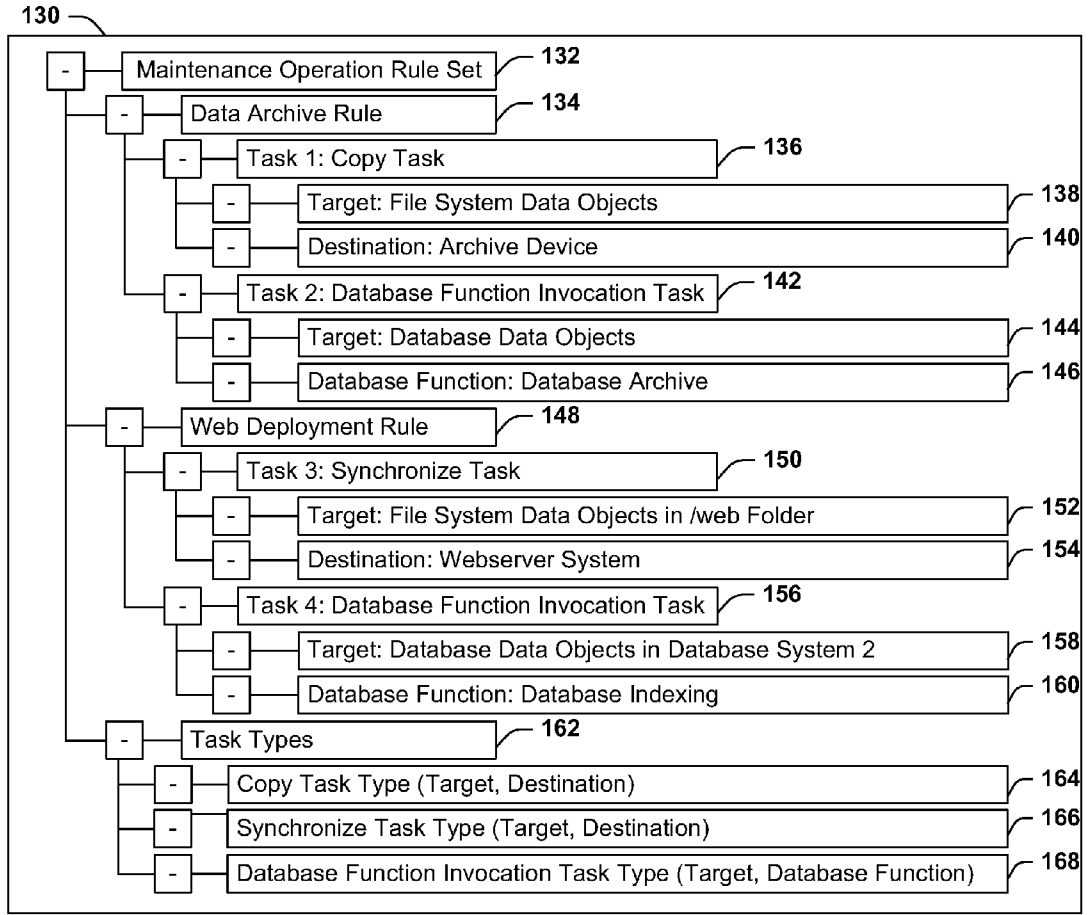 130
- Maintenance Operation Rule Set 132
- Data Archive Rule 134
- Task 1: Copy Task 136
- Target: File System Data Objects 138
- Destination: Archive Device 140
- Task 2: Database Function Invocation Task 142
- Target: Database Data Objects 144
- Database Function: Database Archive 146
- Web Deployment Rule 148
- Task 3: Synchronize Task 150
- Target: File System Data Objects in /web Folder 152
- Destination: Webserver System 154
- Task 4: Database Function Invocation Task 156
- Target: Database Data Objects in Database System 2 158
- Database Function: Database Indexing 160
- Task Types 162
- Copy Task Type (Target, Destination) 164
- Synchronize Task Type (Target, Destination) 166
- Database Function Invocation Task Type (Target, Database Function) 168